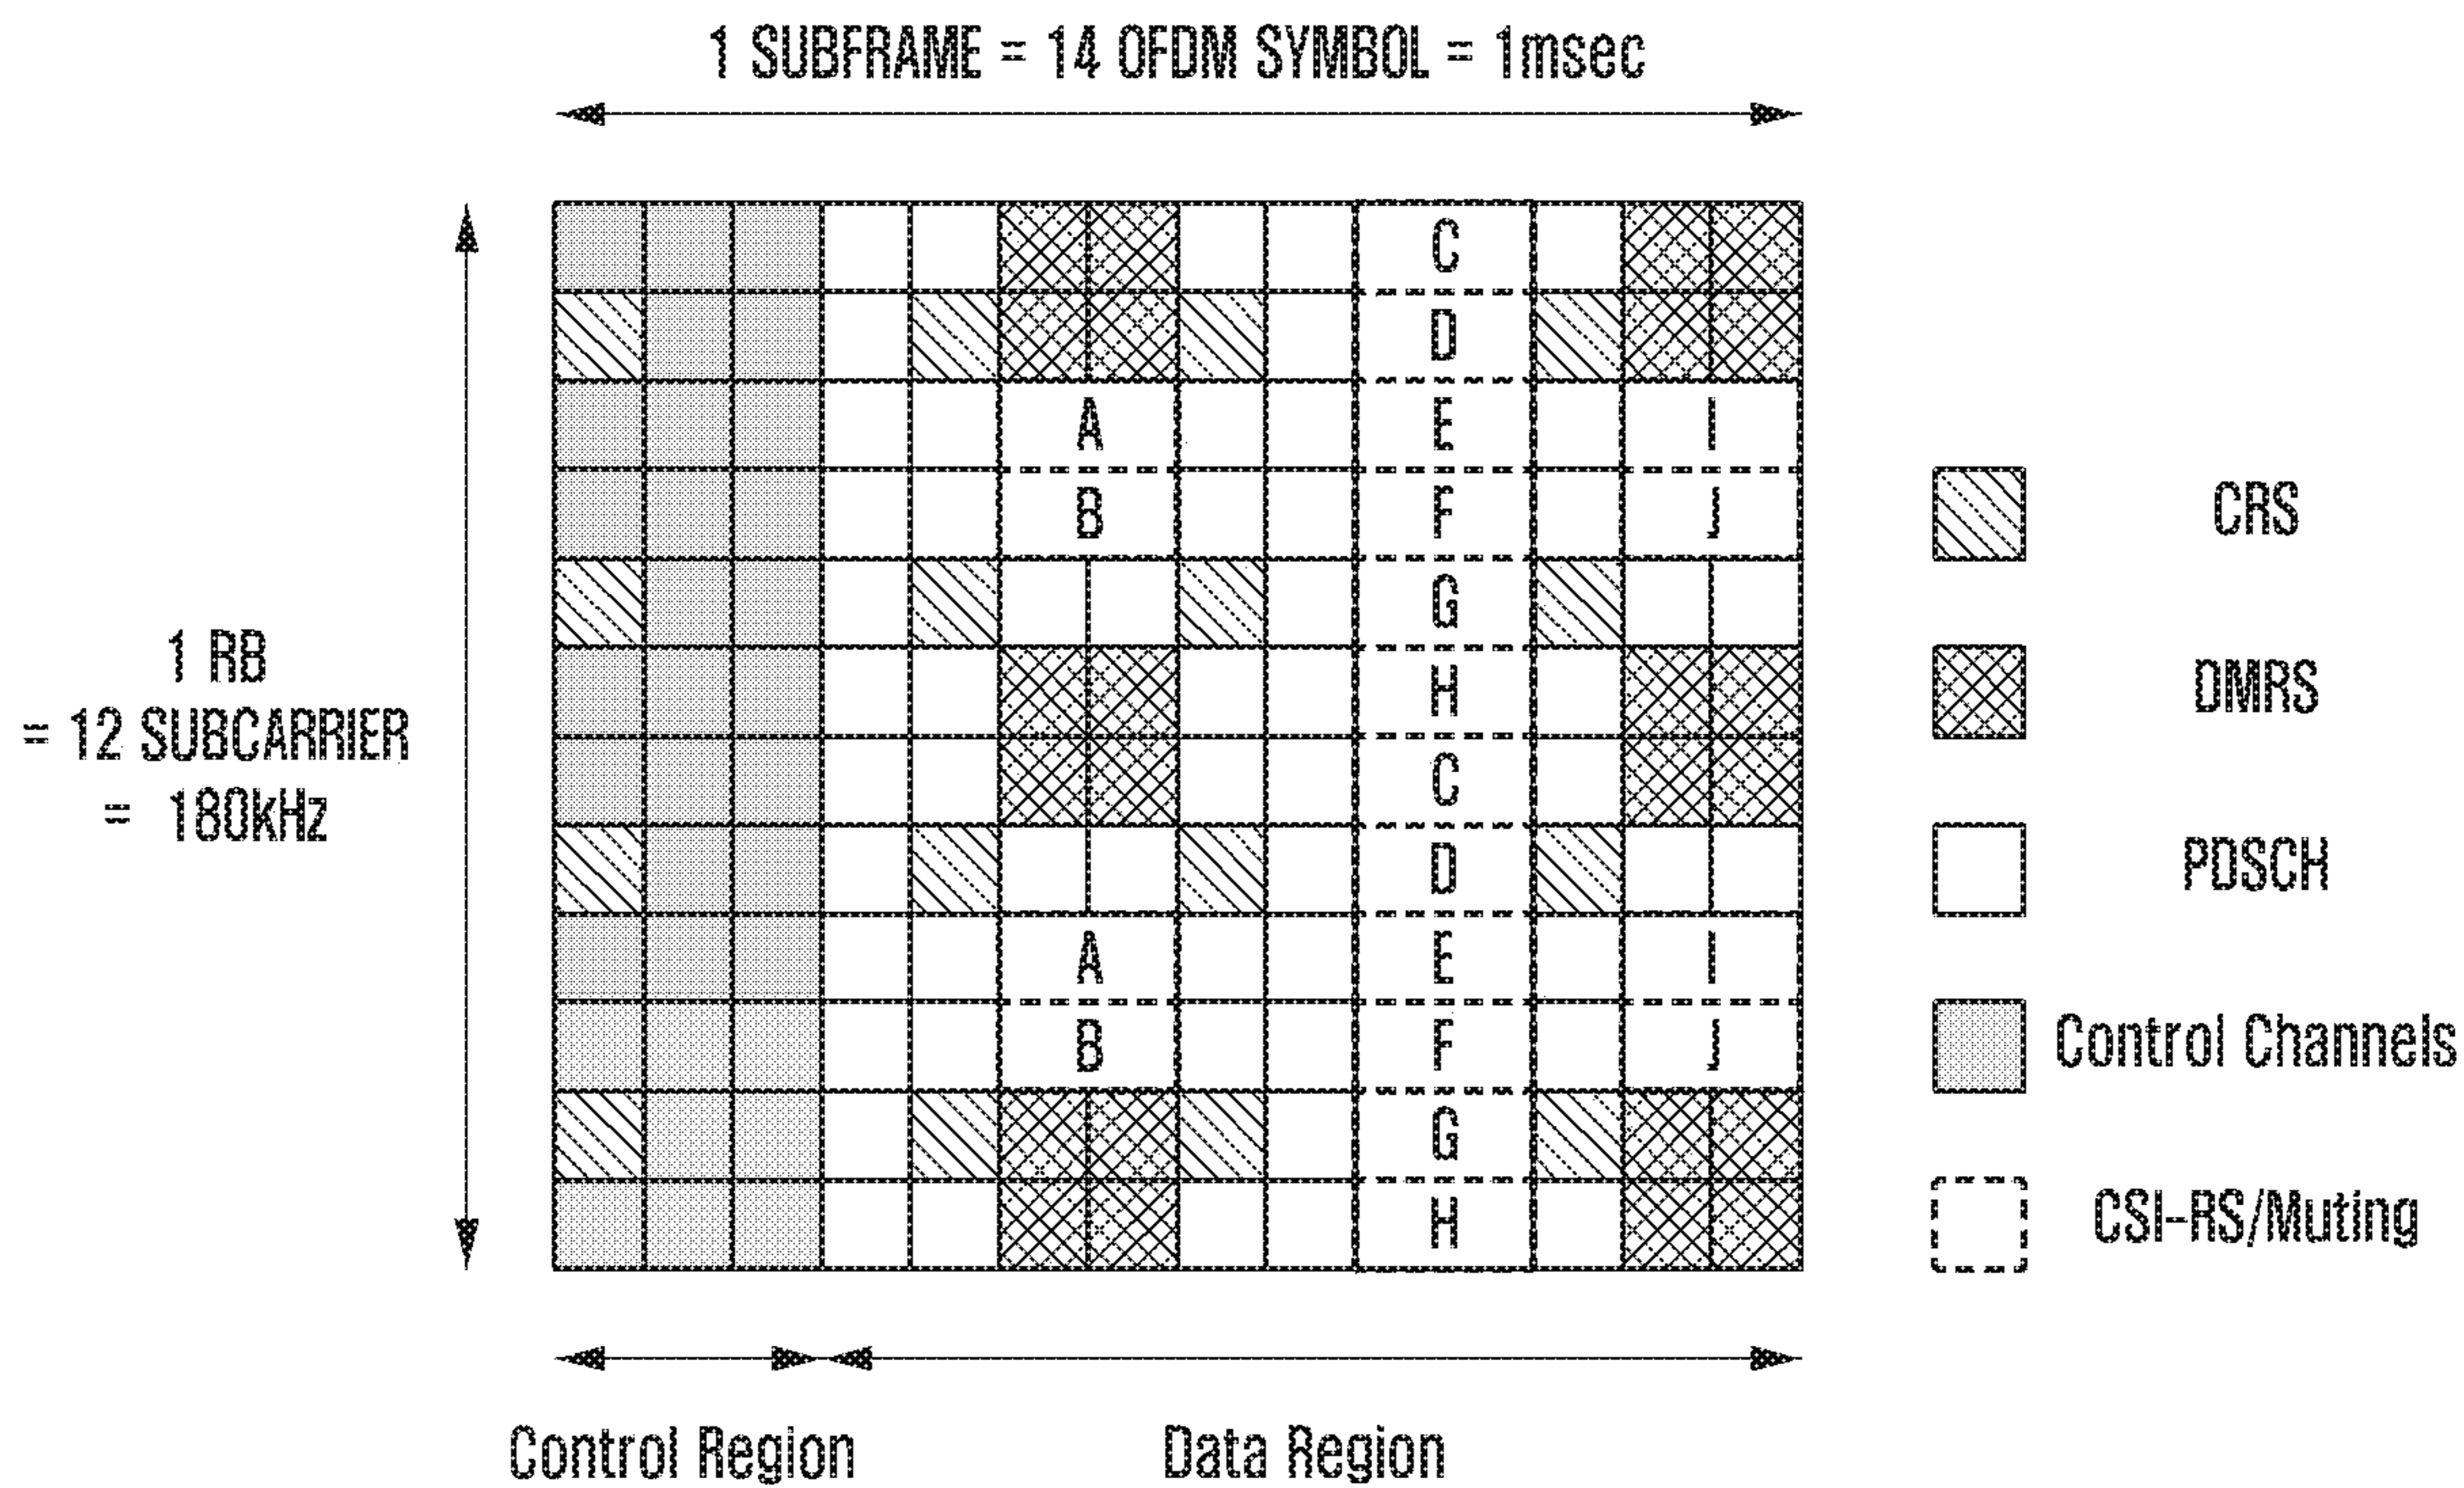 1 SUBFRAME = 14 OFDM SYMBOL = 1msec
C
D
A E I
B F J
G
H
C
D
A E I
B F J
G
H
1 RB
= 12 SUBCARRIER
= 180kHz
CRS
DMRS
PDSCH
Control Channels
CSI-RS/Muting
Control Region Data Region